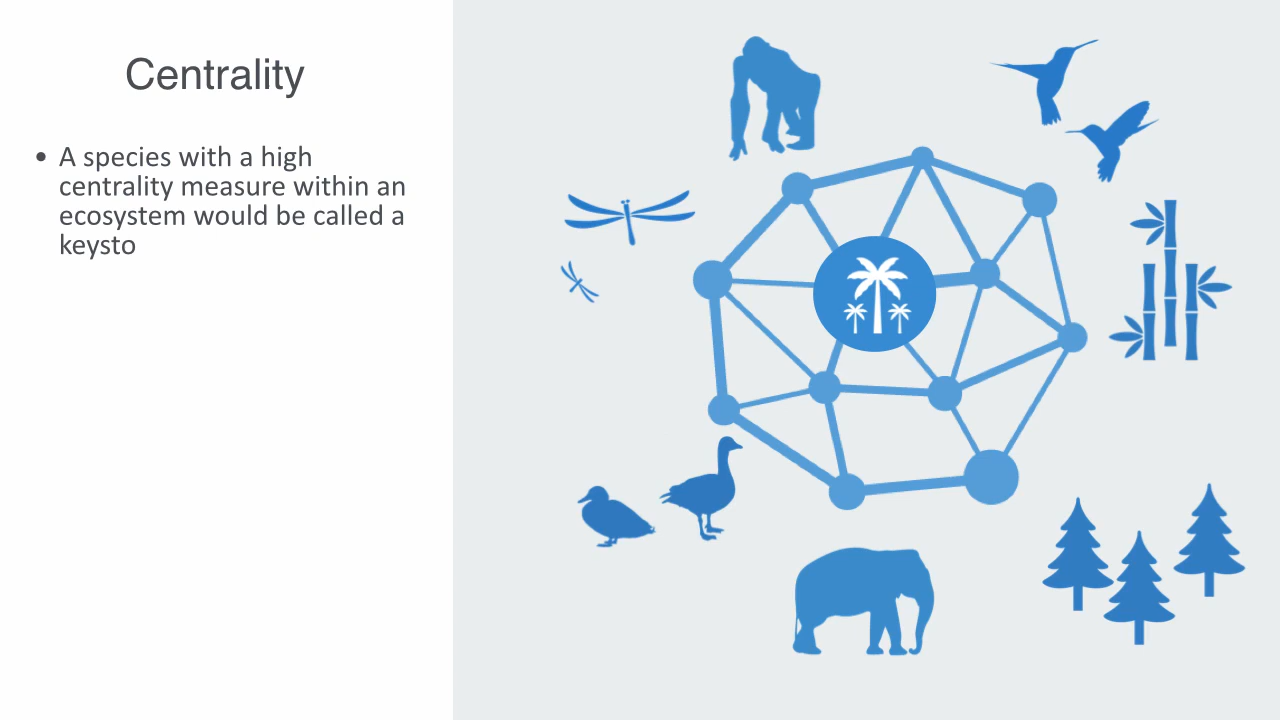 Centrality
• A species with a high
centrality measure within an
ecosystem would be called a
keysto